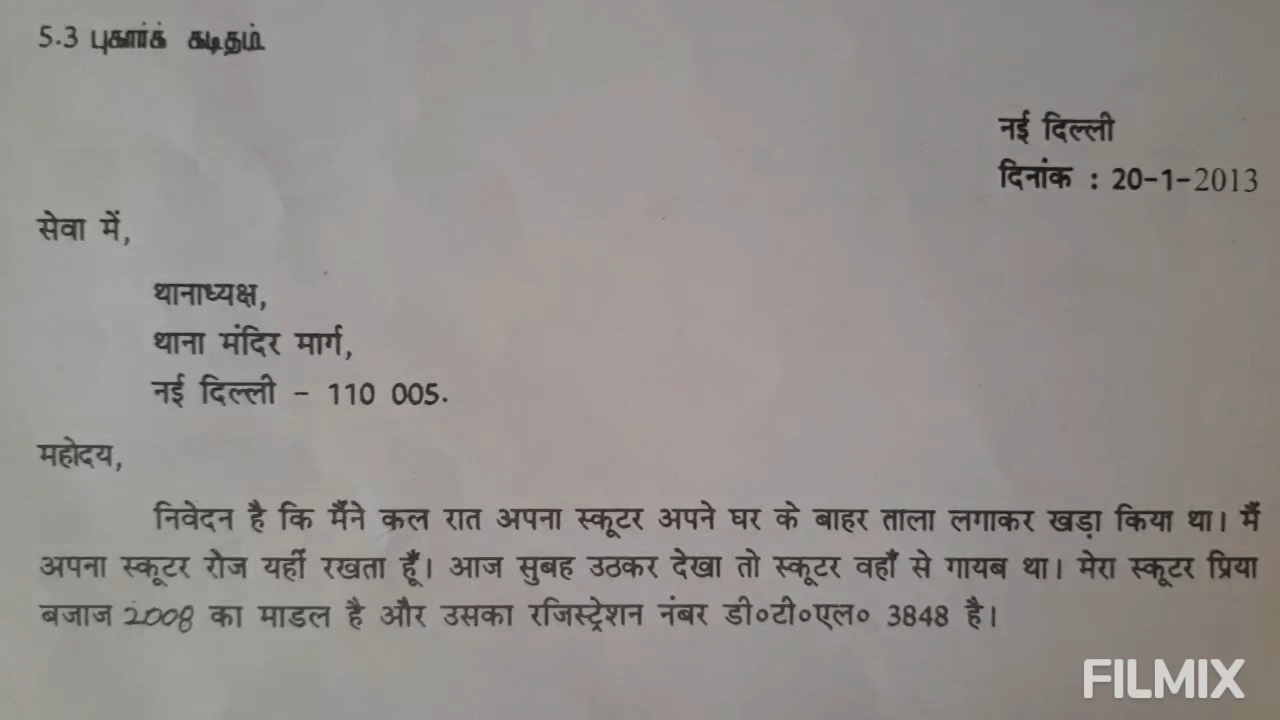 5.3 புகார்க் கடிதம்
नई दिल्ली
दिनांक : 20-1-2013
सेवा में,
थानाध्यक्ष,
थाना मंदिर मार्ग,
नई दिल्ली - 110 005.
महोदय,
निवेदन है कि मैंने कल रात अपना स्कूटर अपने घर के बाहर ताला लगाकर खड़ा किया था। मैं
अपना स्कूटर रोज यहीं रखता हूँ। आज सुबह उठकर देखा तो स्कूटर वहाँ से गायब था। मेरा स्कूटर प्रिया
बजाज 2008 का माडल है और उसका रजिस्ट्रेशन नंबर डी०टी०एल० 3848 है।
FILMIX